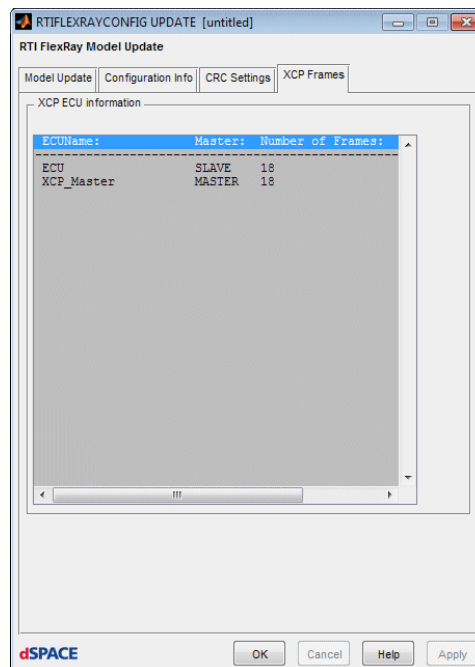 RTIFLEXRAYCONFIG UPDATE [untitled]
RTI FlexRay Model Update
Model Update Configuration Info CRC Settings XCP Frames
XCP ECU information
ECUName: Master: Number of Frames:
--------------------------------------------------
ECU SLAVE 18
XCP_Master MASTER 18
dSPACE OK Cancel Help Apply